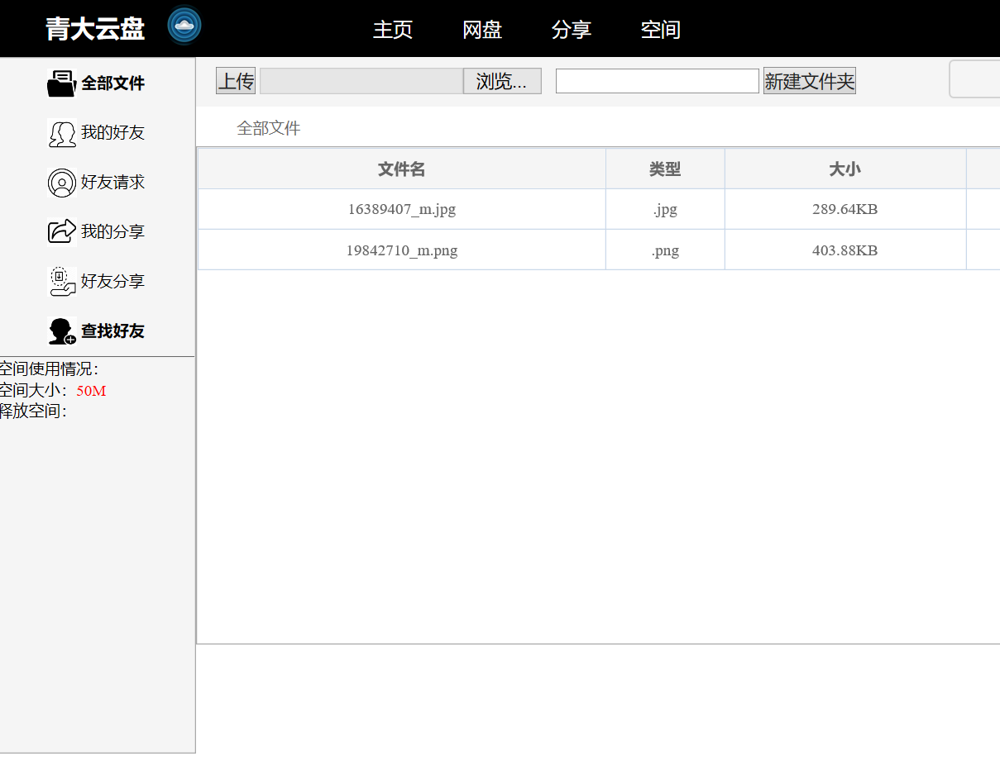 青大云盘 主页 网盘 分享 空间
全部文件
我的好友
好友请求
我的分享
好友分享
查找好友
空间使用情况：
空间大小：50M
释放空间：
上传 浏览... 新建文件夹
全部文件
文件名 类型 大小
16389407_m.jpg .jpg 289.64KB
19842710_m.png .png 403.88KB